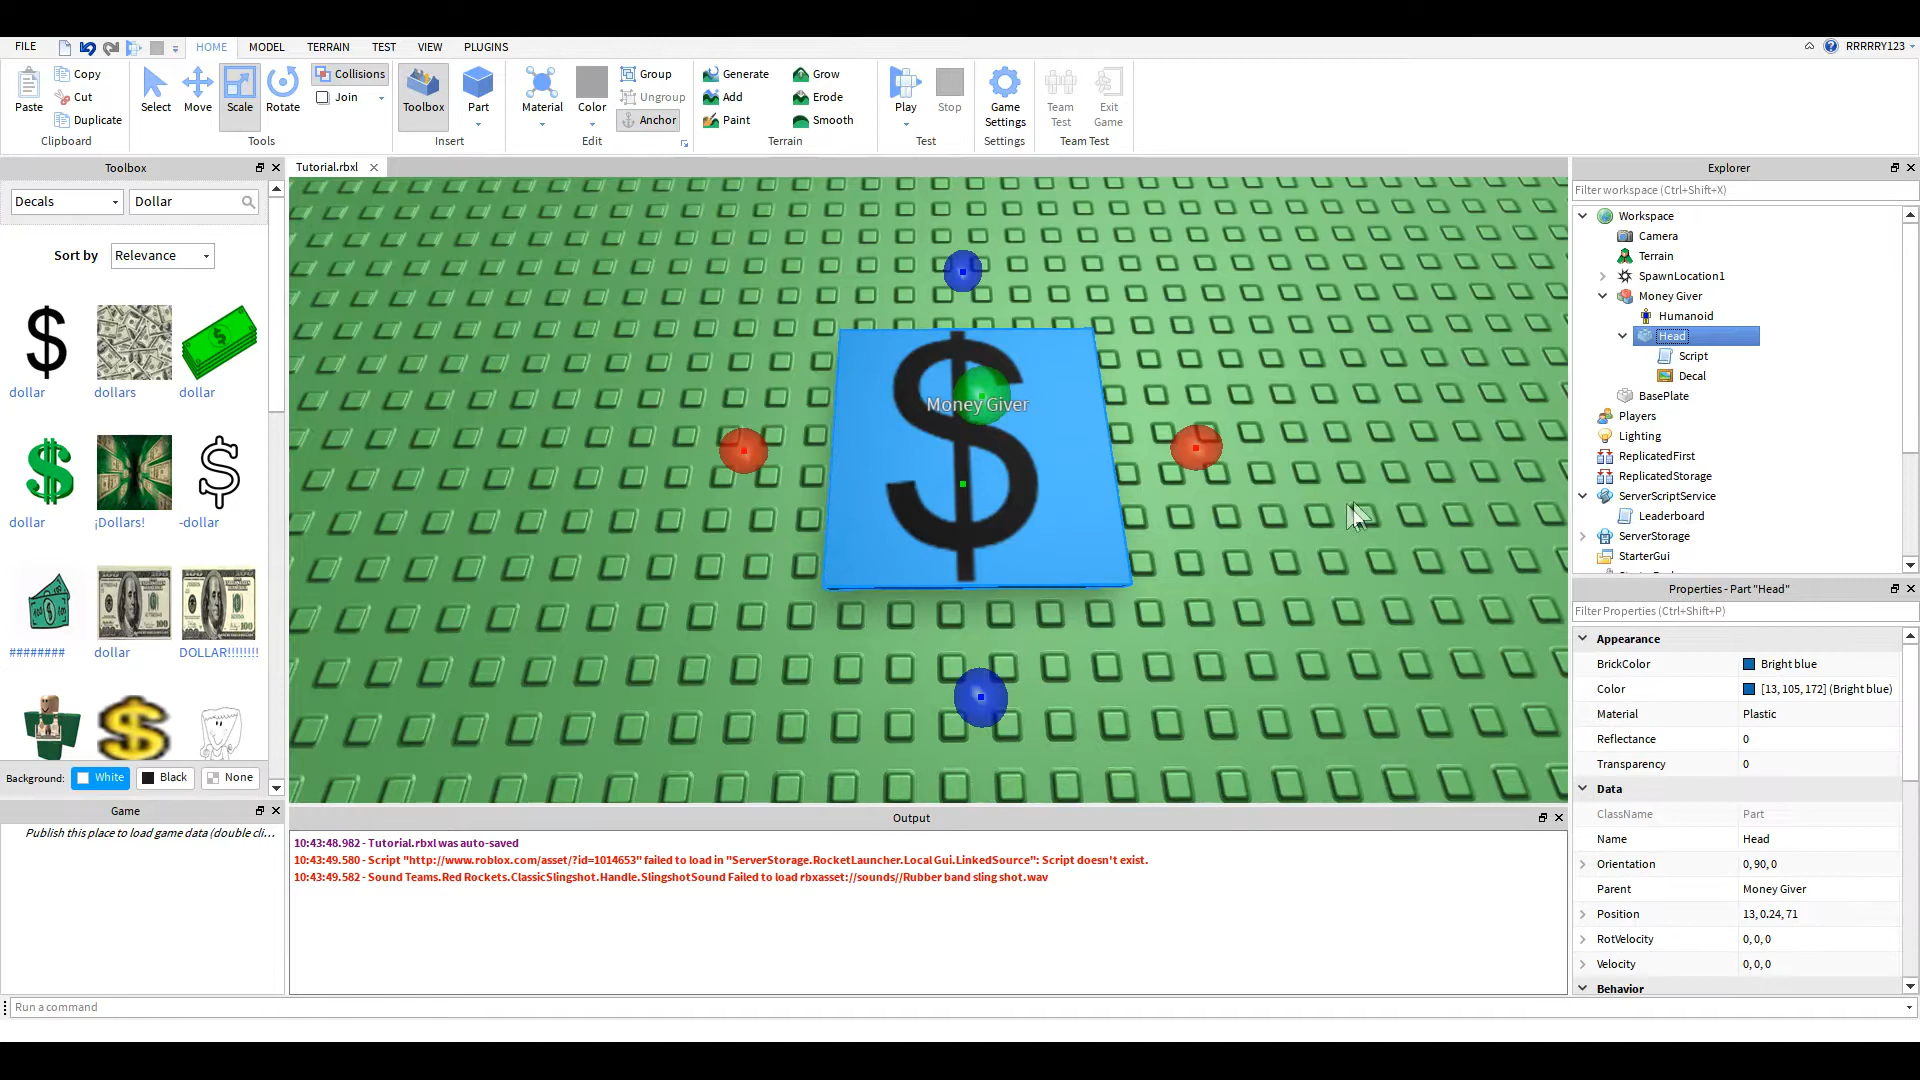 FILE
HOME
MODEL
TERRAIN
TEST
VIEW
PLUGINS
RRRRRY123
Paste
Copy
Cut
Duplicate
Clipboard
Select
Move
Scale
Rotate
Collisions
Join
Tools
Toolbox
Part
Insert
Material
Color
Group
Ungroup
Anchor
Edit
Generate
Add
Paint
Grow
Erode
Smooth
Terrain
Play
Stop
Test
Game
Settings
Settings
Team
Test
Exit
Game
Team Test
Toolbox
Decals
Dollar
Sort by
Relevance
dollar
dollars
dollar
dollar
¡Dollars!
-dollar
########
dollar
DOLLAR!!!!!!!!
Background:
White
Black
None
Game
Publish this place to load game data (double cli...
Tutorial.rbxl
Money Giver
Output
10:43:48.982 - Tutorial.rbxl was auto-saved
10:43:49.580 - Script "http://www.roblox.com/asset/?id=1014653" failed to load in "ServerStorage.RocketLauncher.Local Gui.LinkedSource": Script doesn't exist.
10:43:49.582 - Sound Teams.Red Rockets.ClassicSlingshot.Handle.SlingshotSound Failed to load rbxasset://sounds//Rubber band sling shot.wav
Run a command
Explorer
Filter workspace (Ctrl+Shift+X)
Workspace
Camera
Terrain
SpawnLocation1
Money Giver
Humanoid
Head
Script
Decal
BasePlate
Players
Lighting
ReplicatedFirst
ReplicatedStorage
ServerScriptService
Leaderboard
ServerStorage
StarterGui
Properties - Part "Head"
Filter Properties (Ctrl+Shift+P)
Appearance
BrickColor
Bright blue
Color
[13, 105, 172] (Bright blue)
Material
Plastic
Reflectance
0
Transparency
0
Data
ClassName
Part
Name
Head
Orientation
0, 90, 0
Parent
Money Giver
Position
13, 0.24, 71
RotVelocity
0, 0, 0
Velocity
0, 0, 0
Behavior